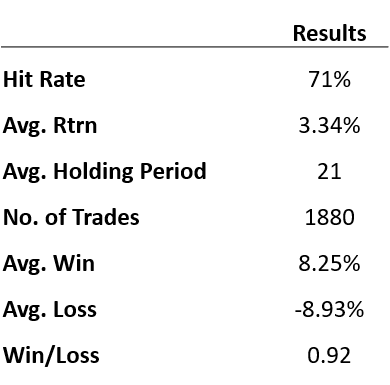 Results
Hit Rate 71%
Avg. Rtrn 3.34%
Avg. Holding Period 21
No. of Trades 1880
Avg. Win 8.25%
Avg. Loss -8.93%
Win/Loss 0.92